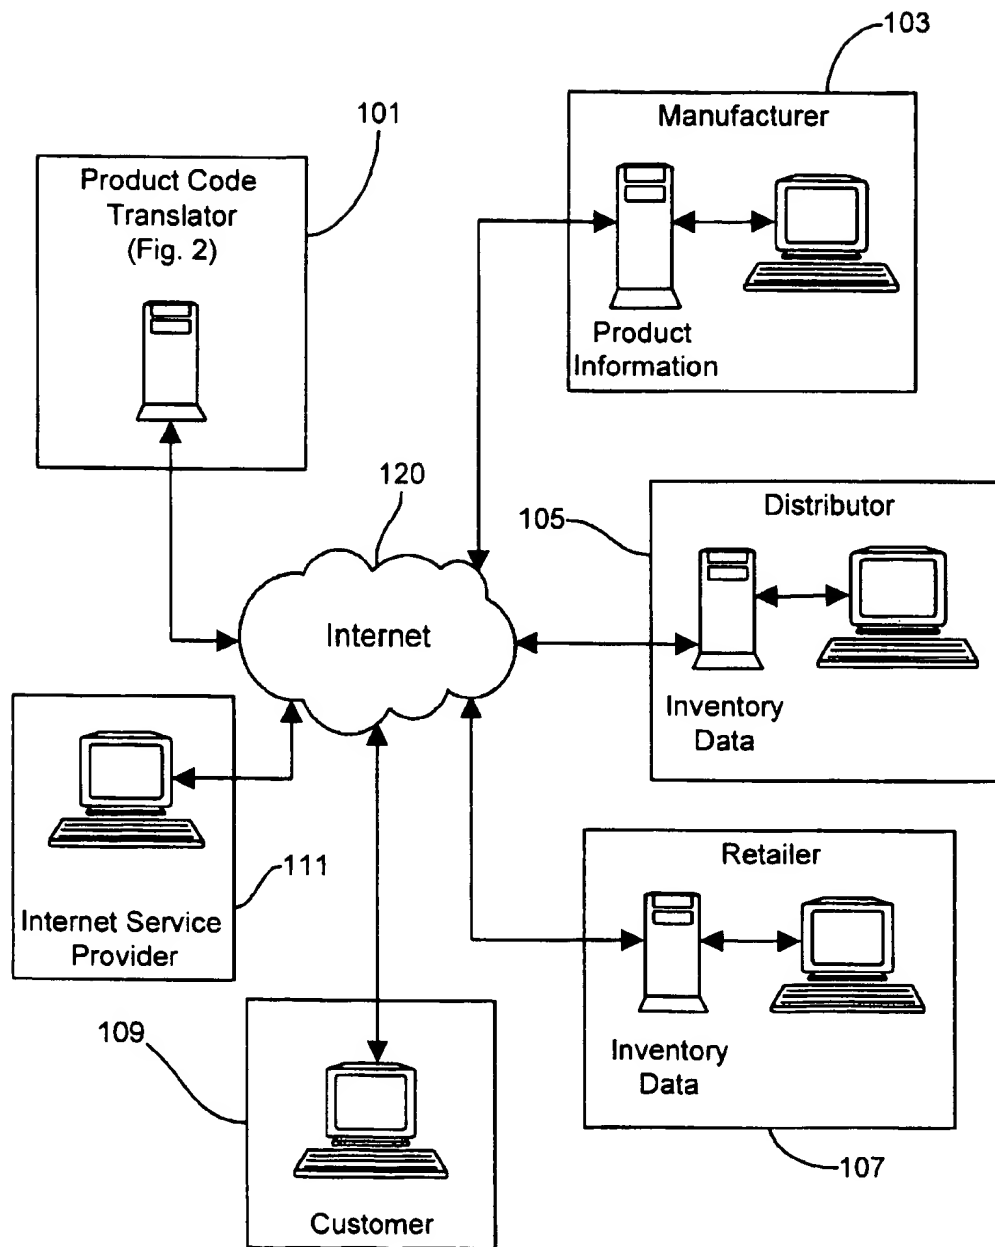 103
Manufacturer
Product
Information
101
Product Code
Translator
(Fig. 2)
120
Internet
105
Distributor
Inventory
Data
111
Internet Service
Provider
Retailer
Inventory
Data
107
109
Customer